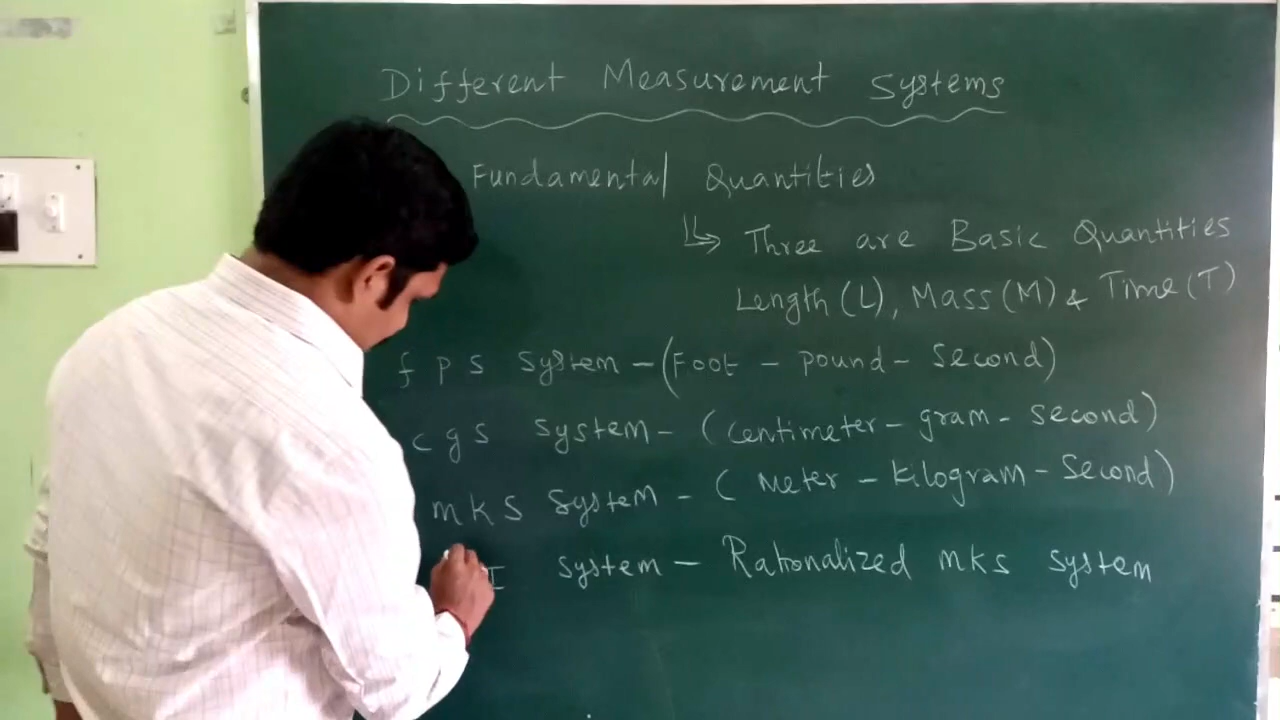 Different Measurement Systems
Fundamental Quantities
Three are Basic Quantities
Length (L), Mass (M) & Time (T)
f p s system - (Foot - pound - Second)
c g s system - (centimeter - gram - second)
m k s system - ( Meter - kilogram - Second)
I system - Rationalized mks system